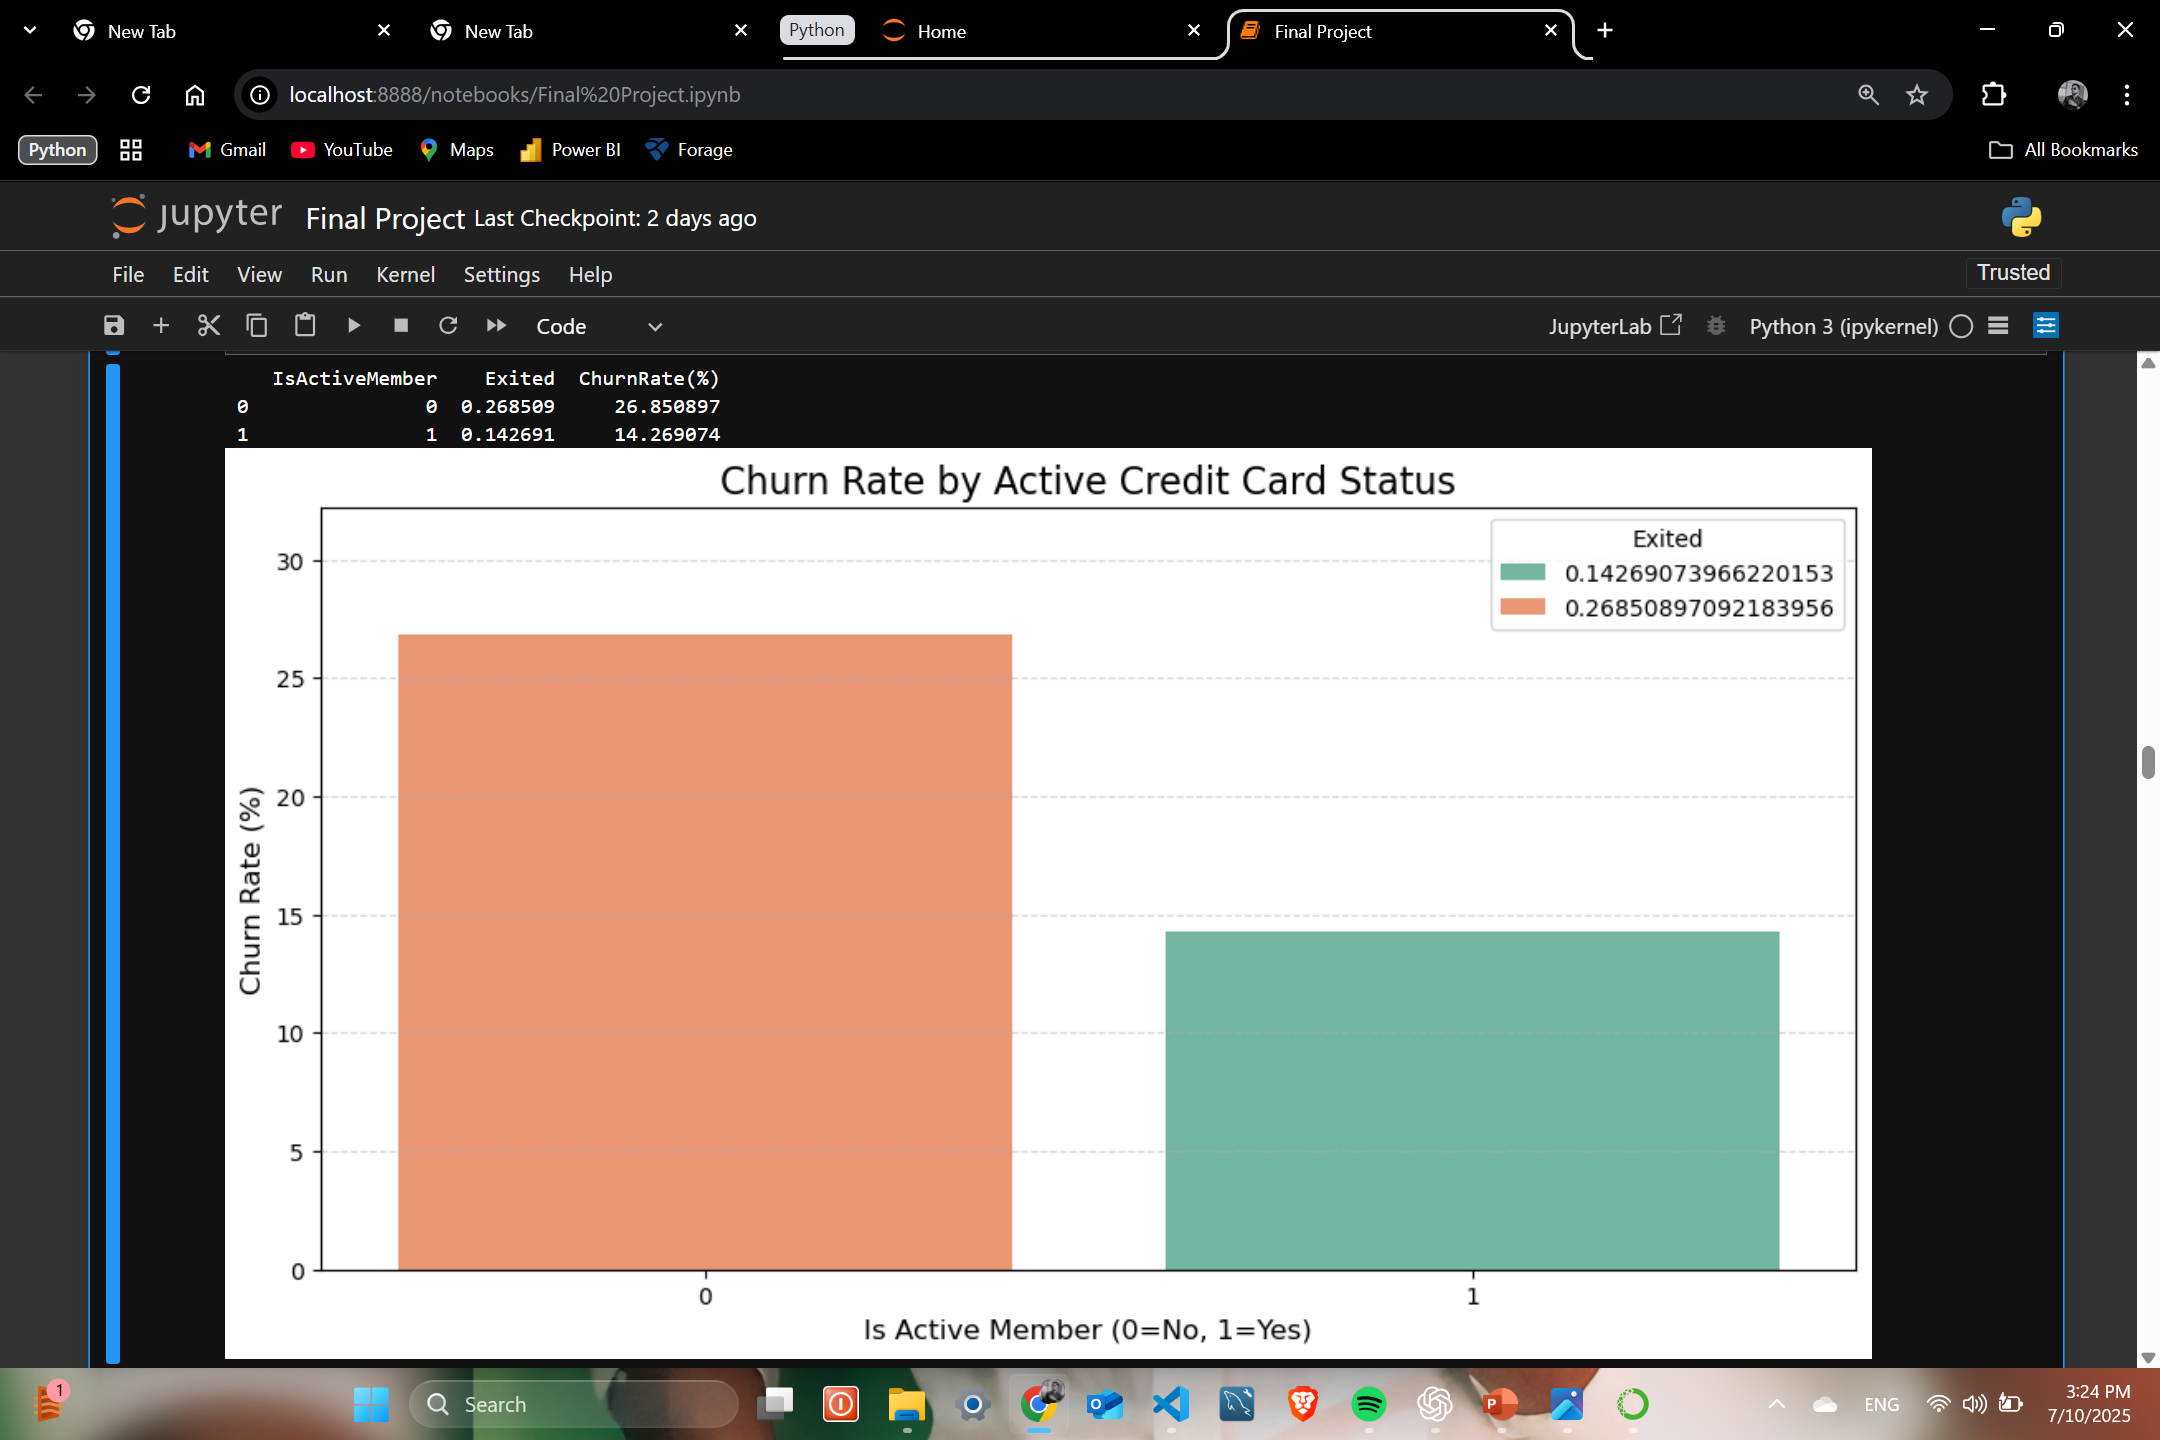 New Tab
New Tab
Python
Home
Final Project
localhost:8888/notebooks/Final%20Project.ipynb
Python
Gmail
YouTube
Maps
Power BI
Forage
All Bookmarks
jupyter Final Project Last Checkpoint: 2 days ago
File Edit View Run Kernel Settings Help
Trusted
Code
JupyterLab
Python 3 (ipykernel)
IsActiveMember Exited ChurnRate(%)
0 0 0.268509 26.850897
1 1 0.142691 14.269074
Churn Rate by Active Credit Card Status
Exited
0.14269073966220153
0.26850897092183956
30
25
20
15
10
5
0
Churn Rate (%)
0 1
Is Active Member (0=No, 1=Yes)
1
Search
P
ENG
3:24 PM
7/10/2025